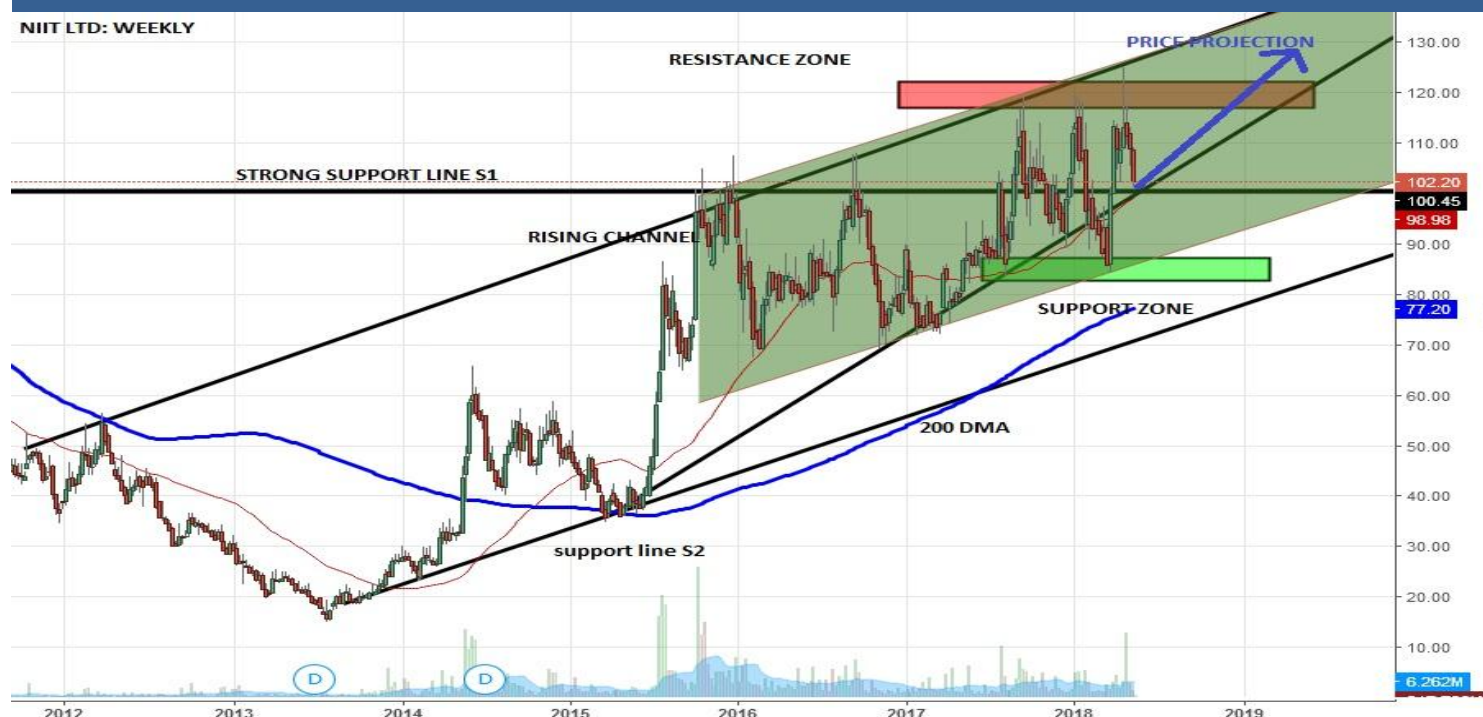 NIIT LTD: WEEKLY
PRICE PROJECTION
RESISTANCE ZONE
STRONG SUPPORT LINE S1
RISING CHANNEL
SUPPORT ZONE
200 DMA
support line S2
D
D
130.00
120.00
110.00
102.20
100.45
98.98
90.00
80.00
77.20
70.00
60.00
50.00
40.00
30.00
20.00
10.00
6.262M
2012
2013
2014
2015
2016
2017
2018
2019